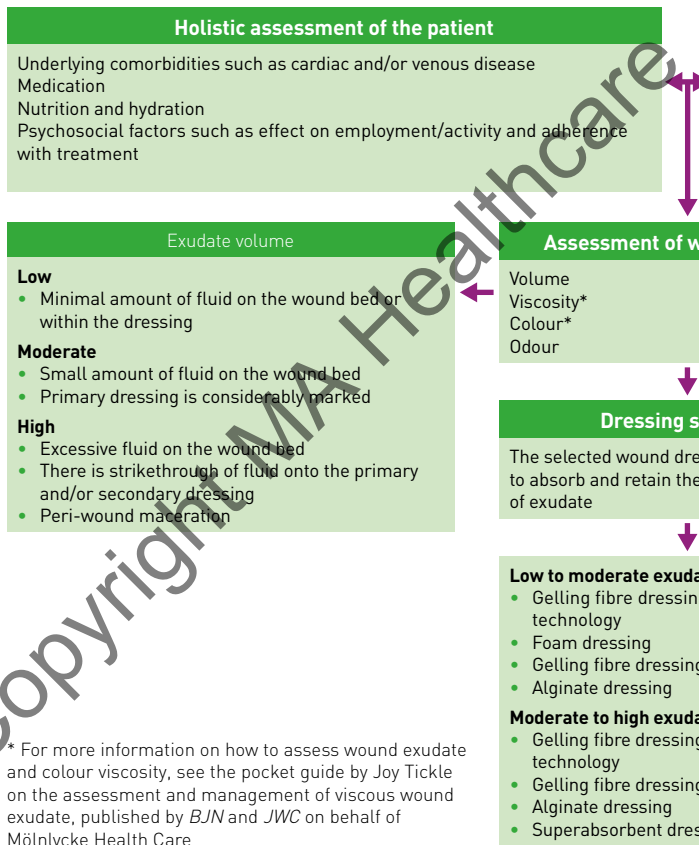 Holistic assessment of the patient
Underlying comorbidities such as cardiac and/or venous disease
Medication
Nutrition and hydration
Psychosocial factors such as effect on employment/activity and adherence
with treatment
Exudate volume
Low
• Minimal amount of fluid on the wound bed or
within the dressing
Moderate
• Small amount of fluid on the wound bed
• Primary dressing is considerably marked
High
• Excessive fluid on the wound bed
• There is strikethrough of fluid onto the primary
and/or secondary dressing
• Peri-wound maceration
Assessment of w
Volume
Viscosity*
Colour*
Odour
Dressing s
The selected wound dre
to absorb and retain the
of exudate
Low to moderate exuda
• Gelling fibre dressin
technology
• Foam dressing
• Gelling fibre dressing
• Alginate dressing
Moderate to high exuda
• Gelling fibre dressing
technology
• Gelling fibre dressing
• Alginate dressing
• Superabsorbent dres
* For more information on how to assess wound exudate
and colour viscosity, see the pocket guide by Joy Tickle
on the assessment and management of viscous wound
exudate, published by BJN and JWC on behalf of
Mölnlycke Health Care
Copyright MA Healthcare